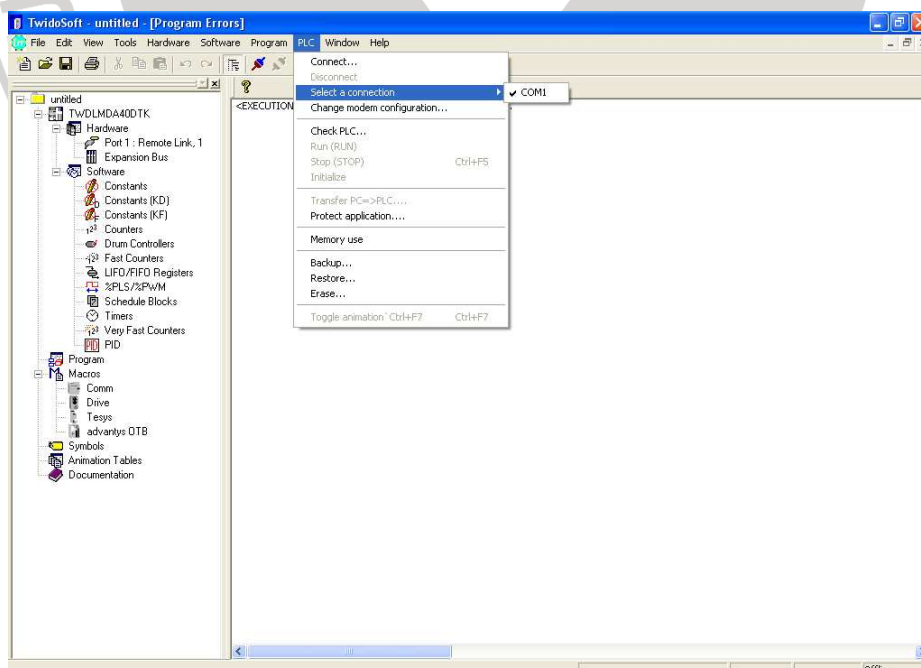 TwidoSoft - untitled - [Program Errors]
File Edit View Tools Hardware Software Program PLC Window Help
Connect...
Disconnect
Select a connection
COM1
Change modem configuration...
Check PLC...
Run (RUN)
Stop (STOP) Ctrl+F5
Initialize
Transfer PC=>PLC....
Protect application....
Memory use
Backup...
Restore...
Erase...
Toggle animation`Ctrl+F7 Ctrl+F7
<EXECUTION
untitled
TWDLMDA40DTK
Hardware
Port 1 : Remote Link, 1
Expansion Bus
Software
Constants
Constants (KD)
Constants (KF)
Counters
Drum Controllers
Fast Counters
LIFO/FIFO Registers
%PLS/%PWM
Schedule Blocks
Timers
Very Fast Counters
PID
Program
Macros
Comm
Drive
Tesys
advantys OTB
Symbols
Animation Tables
Documentation